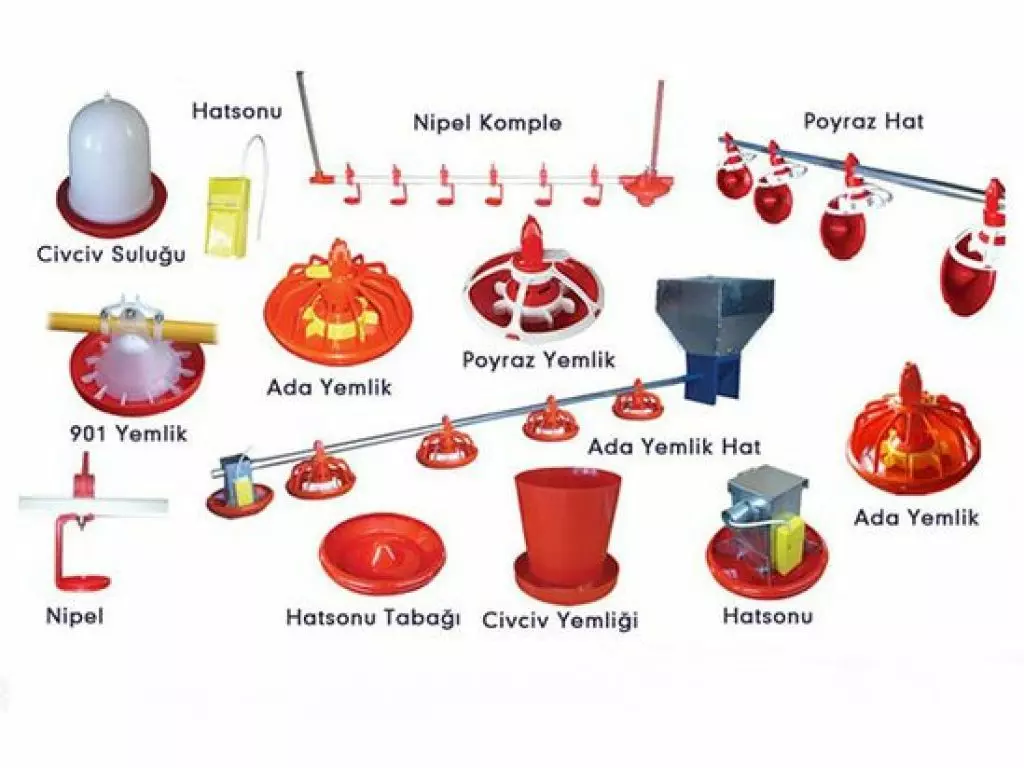 Hatsonu
Nipel Komple
Poyraz Hat
Civciv Suluğu
Ada Yemlik
Poyraz Yemlik
901 Yemlik
Ada Yemlik Hat
Ada Yemlik
Nipel
Hatsonu Tabağı
Civciv Yemliği
Hatsonu